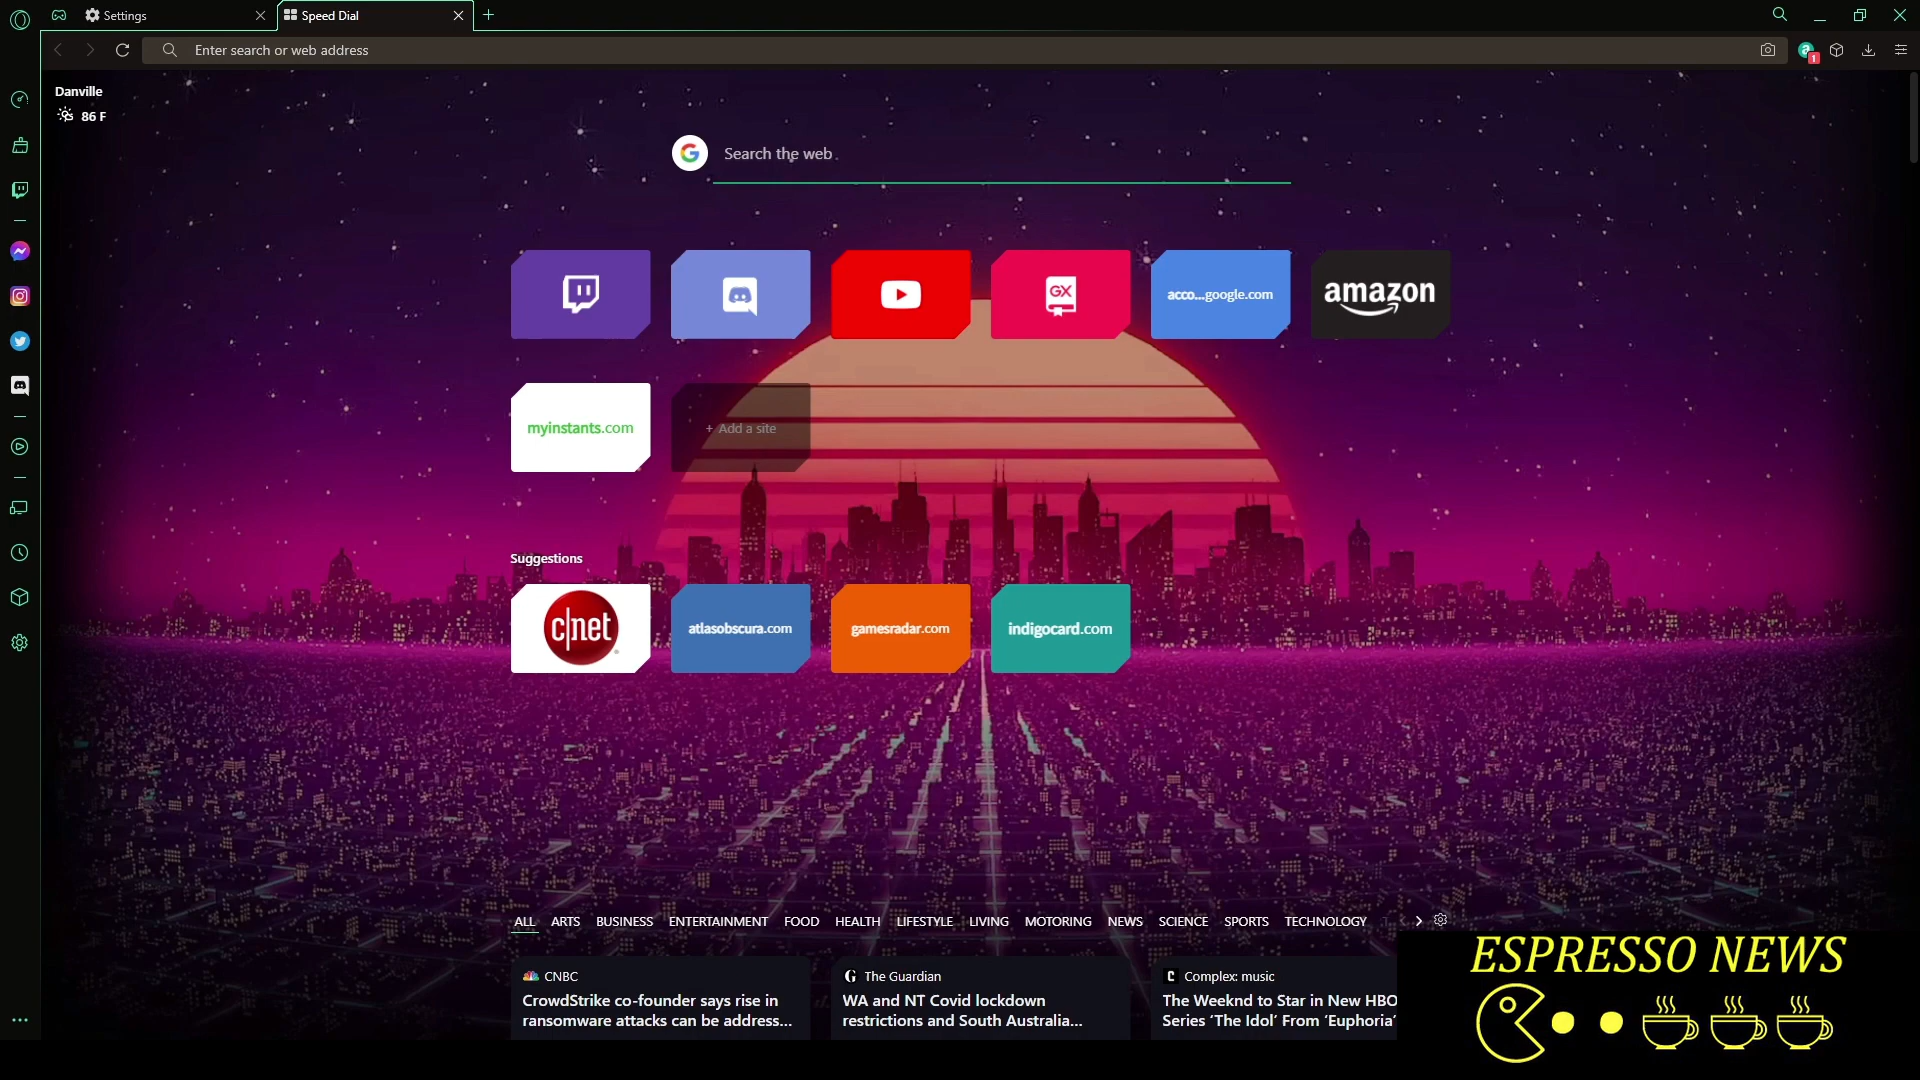 Settings
Speed Dial
Enter search or web address
1
Danville
86 F
Search the web
GX
acco...google.com
amazon
myinstants.com
+ Add a site
Suggestions
c|net
atlasobscura.com
gamesradar.com
indigocard.com
ALL ARTS BUSINESS ENTERTAINMENT FOOD HEALTH LIFESTYLE LIVING MOTORING NEWS SCIENCE SPORTS TECHNOLOGY
CNBC
CrowdStrike co-founder says rise in
ransomware attacks can be address...
The Guardian
WA and NT Covid lockdown
restrictions and South Australia...
Complex: music
The Weeknd to Star in New HBO
Series ‘The Idol’ From ‘Euphoria’
ESPRESSO NEWS